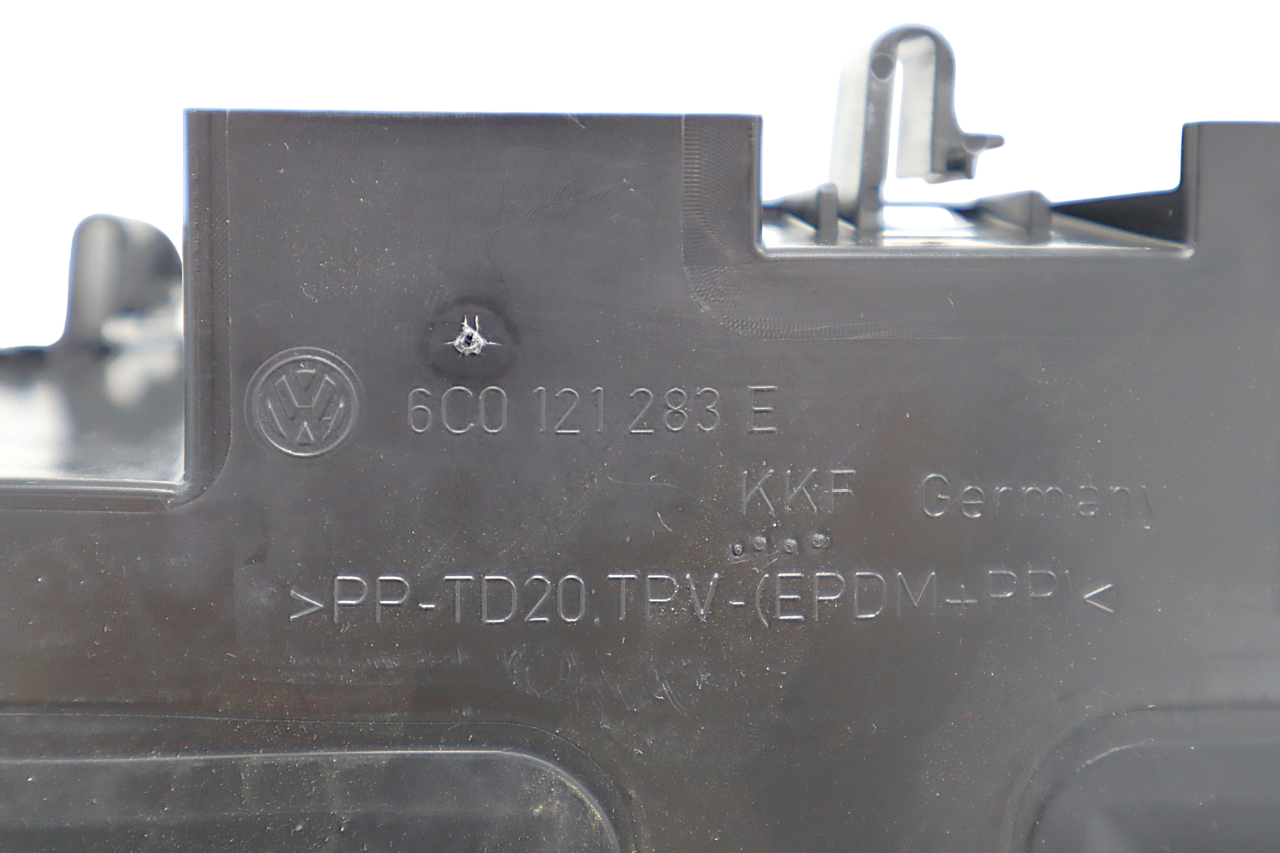 6C0 121 283 E
KKF Germany
>PP-TD20,TPV-(EPDM+PP)<